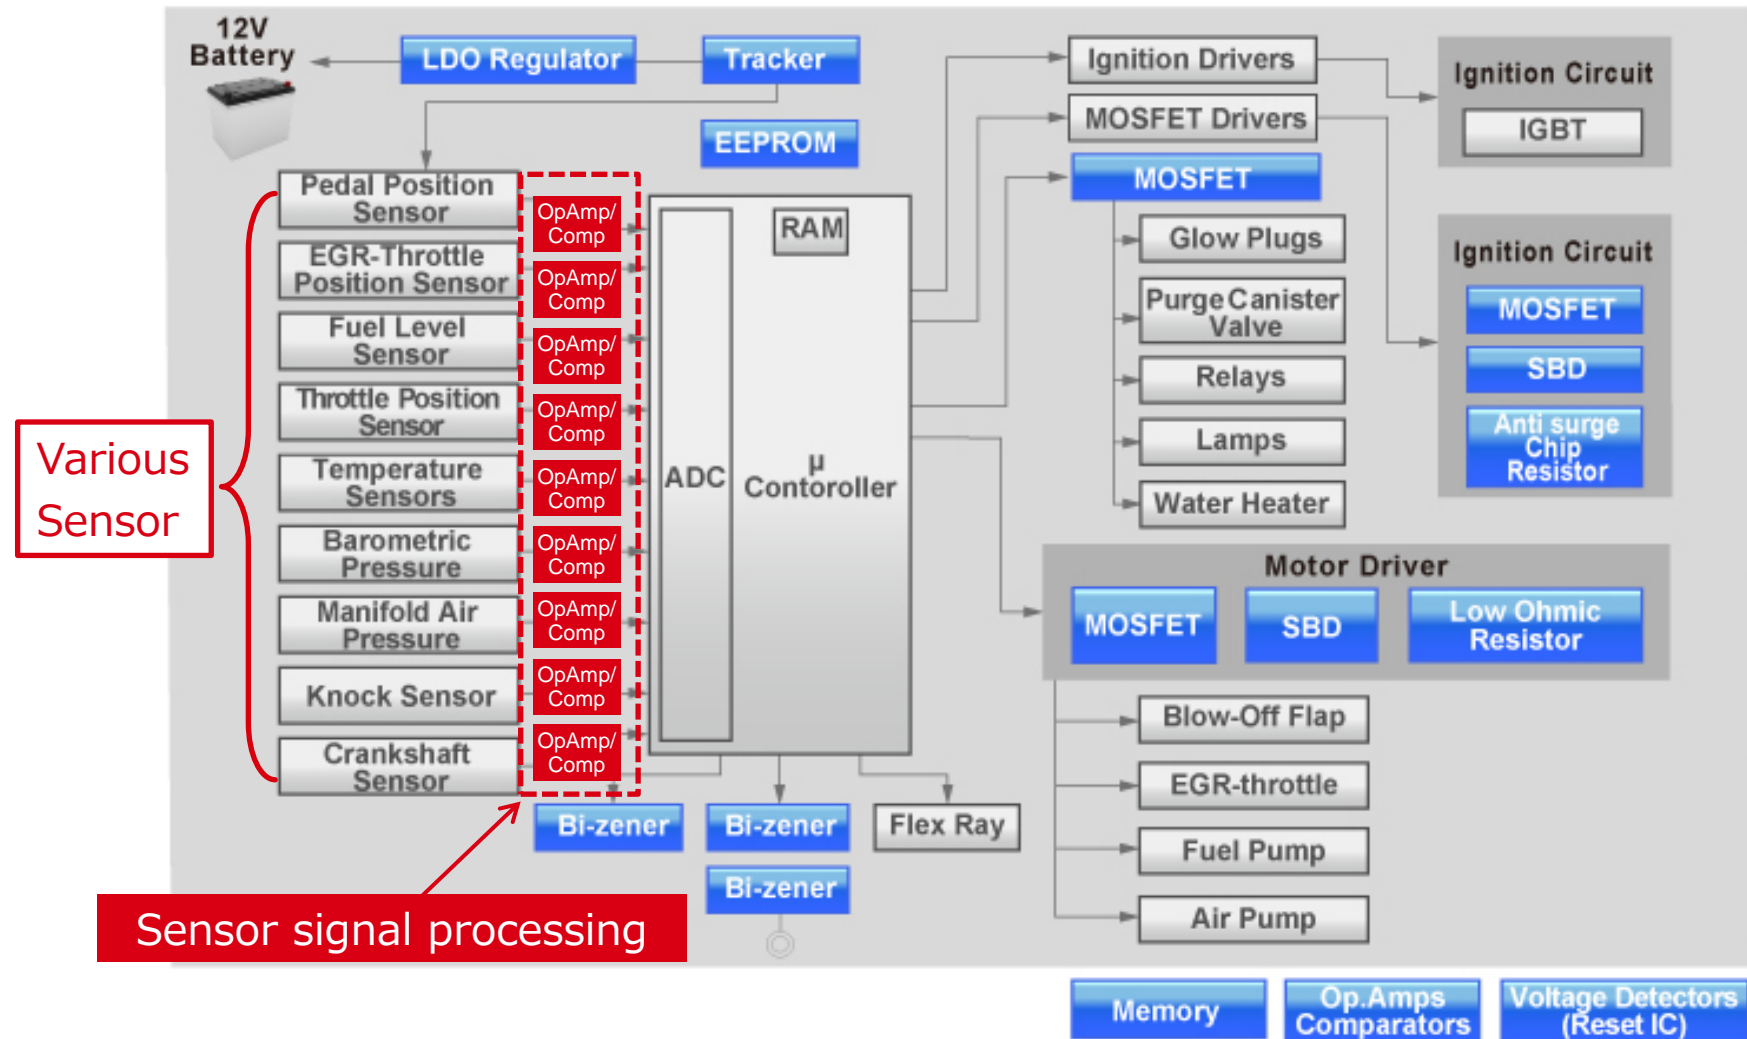 12V
Battery
LDO Regulator
Tracker
EEPROM
Ignition Drivers
MOSFET Drivers
MOSFET
Ignition Circuit
IGBT
Pedal Position
Sensor
EGR-Throttle
Position Sensor
Fuel Level
Sensor
Throttle Position
Sensor
Temperature
Sensors
Barometric
Pressure
Manifold Air
Pressure
Knock Sensor
Crankshaft
Sensor
Various
Sensor
OpAmp/
Comp
OpAmp/
Comp
OpAmp/
Comp
OpAmp/
Comp
OpAmp/
Comp
OpAmp/
Comp
OpAmp/
Comp
OpAmp/
Comp
OpAmp/
Comp
ADC
RAM
μ
Contoroller
Glow Plugs
Purge Canister
Valve
Relays
Lamps
Water Heater
Ignition Circuit
MOSFET
SBD
Anti surge
Chip
Resistor
Motor Driver
MOSFET
SBD
Low Ohmic
Resistor
Blow-Off Flap
EGR-throttle
Fuel Pump
Air Pump
Bi-zener
Bi-zener
Flex Ray
Bi-zener
Sensor signal processing
Memory
Op.Amps
Comparators
Voltage Detectors
(Reset IC)